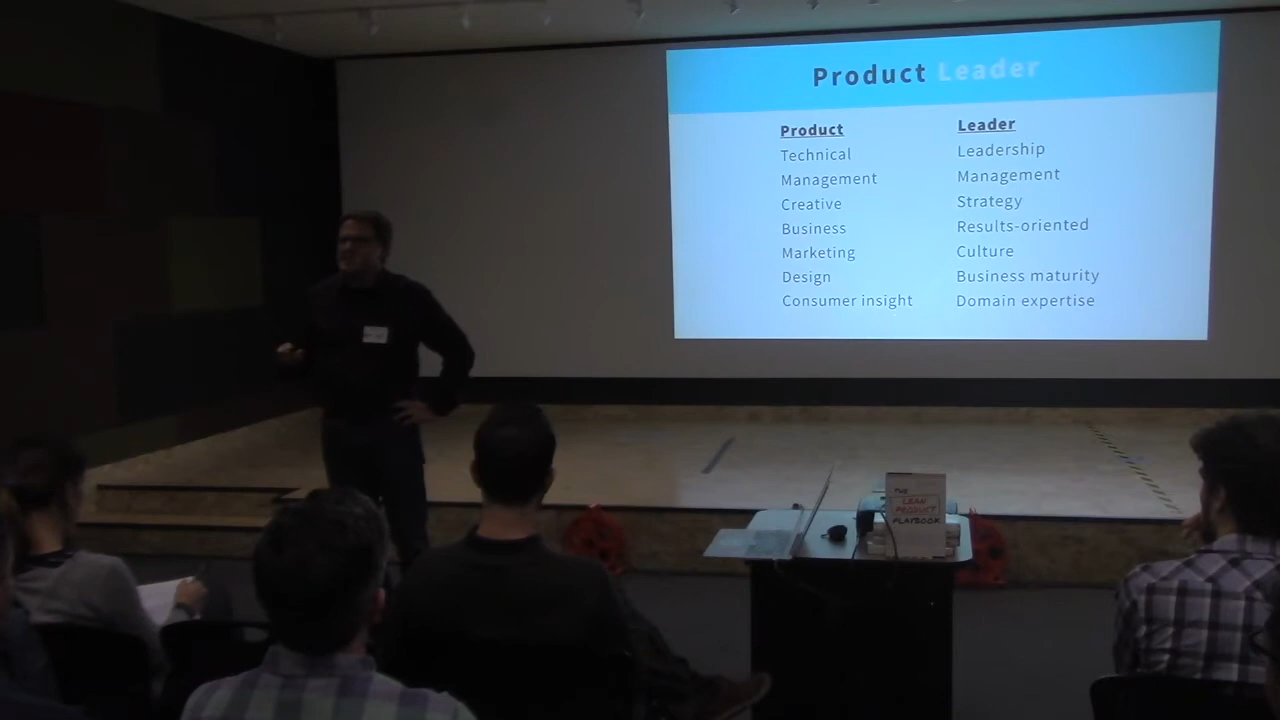 Product Leader
Product
Technical
Management
Creative
Business
Marketing
Design
Consumer insight
Leader
Leadership
Management
Strategy
Results-oriented
Culture
Business maturity
Domain expertise
THE
LEAN
PRODUCT
PLAYBOOK